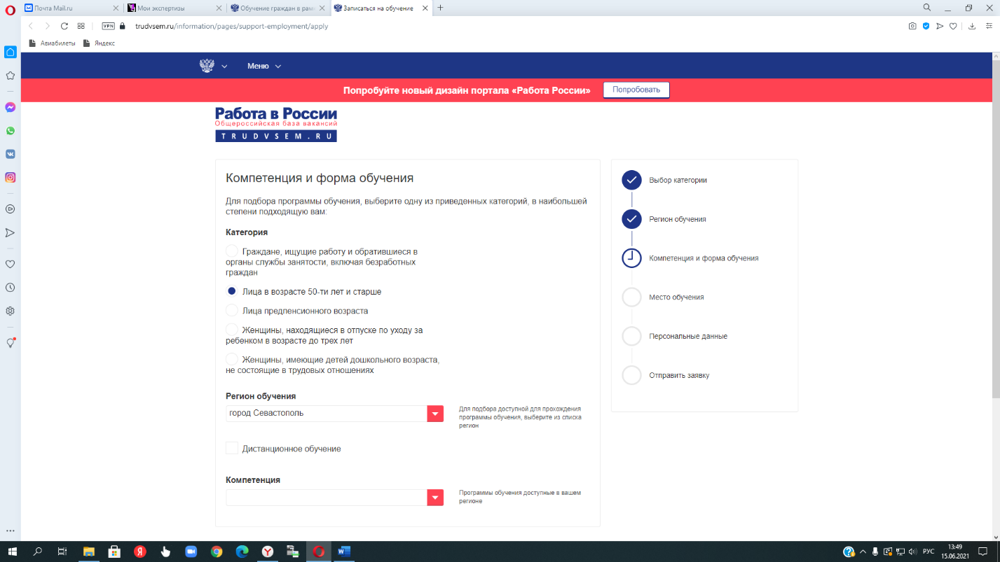 Почта Mail.ru
Мои экспертизы
Обучение граждан в рам
Записаться на обучение
VPN
trudvsem.ru/information/pages/support-employment/apply
Авиабилеты
Яндекс
Меню
Попробуйте новый дизайн портала «Работа России»
Попробовать
Работа в России
Общероссийская база вакансий
TRUDVSEM.RU
Компетенция и форма обучения
Для подбора программы обучения, выберите одну из приведенных категорий, в наибольшей
степени подходящую вам:
Категория
Граждане, ищущие работу и обратившиеся в
органы службы занятости, включая безработных
граждан
Лица в возрасте 50-ти лет и старше
Лица предпенсионного возраста
Женщины, находящиеся в отпуске по уходу за
ребенком в возрасте до трех лет
Женщины, имеющие детей дошкольного возраста,
не состоящие в трудовых отношениях
Регион обучения
город Севастополь
Для подбора доступной для прохождения
программы обучения, выберите из списка
регион
Дистанционное обучение
Компетенция
Программы обучения доступные в вашем
регионе
Выбор категории
Регион обучения
Компетенция и форма обучения
Место обучения
Персональные данные
Отправить заявку
РУС
13:49
15.06.2021